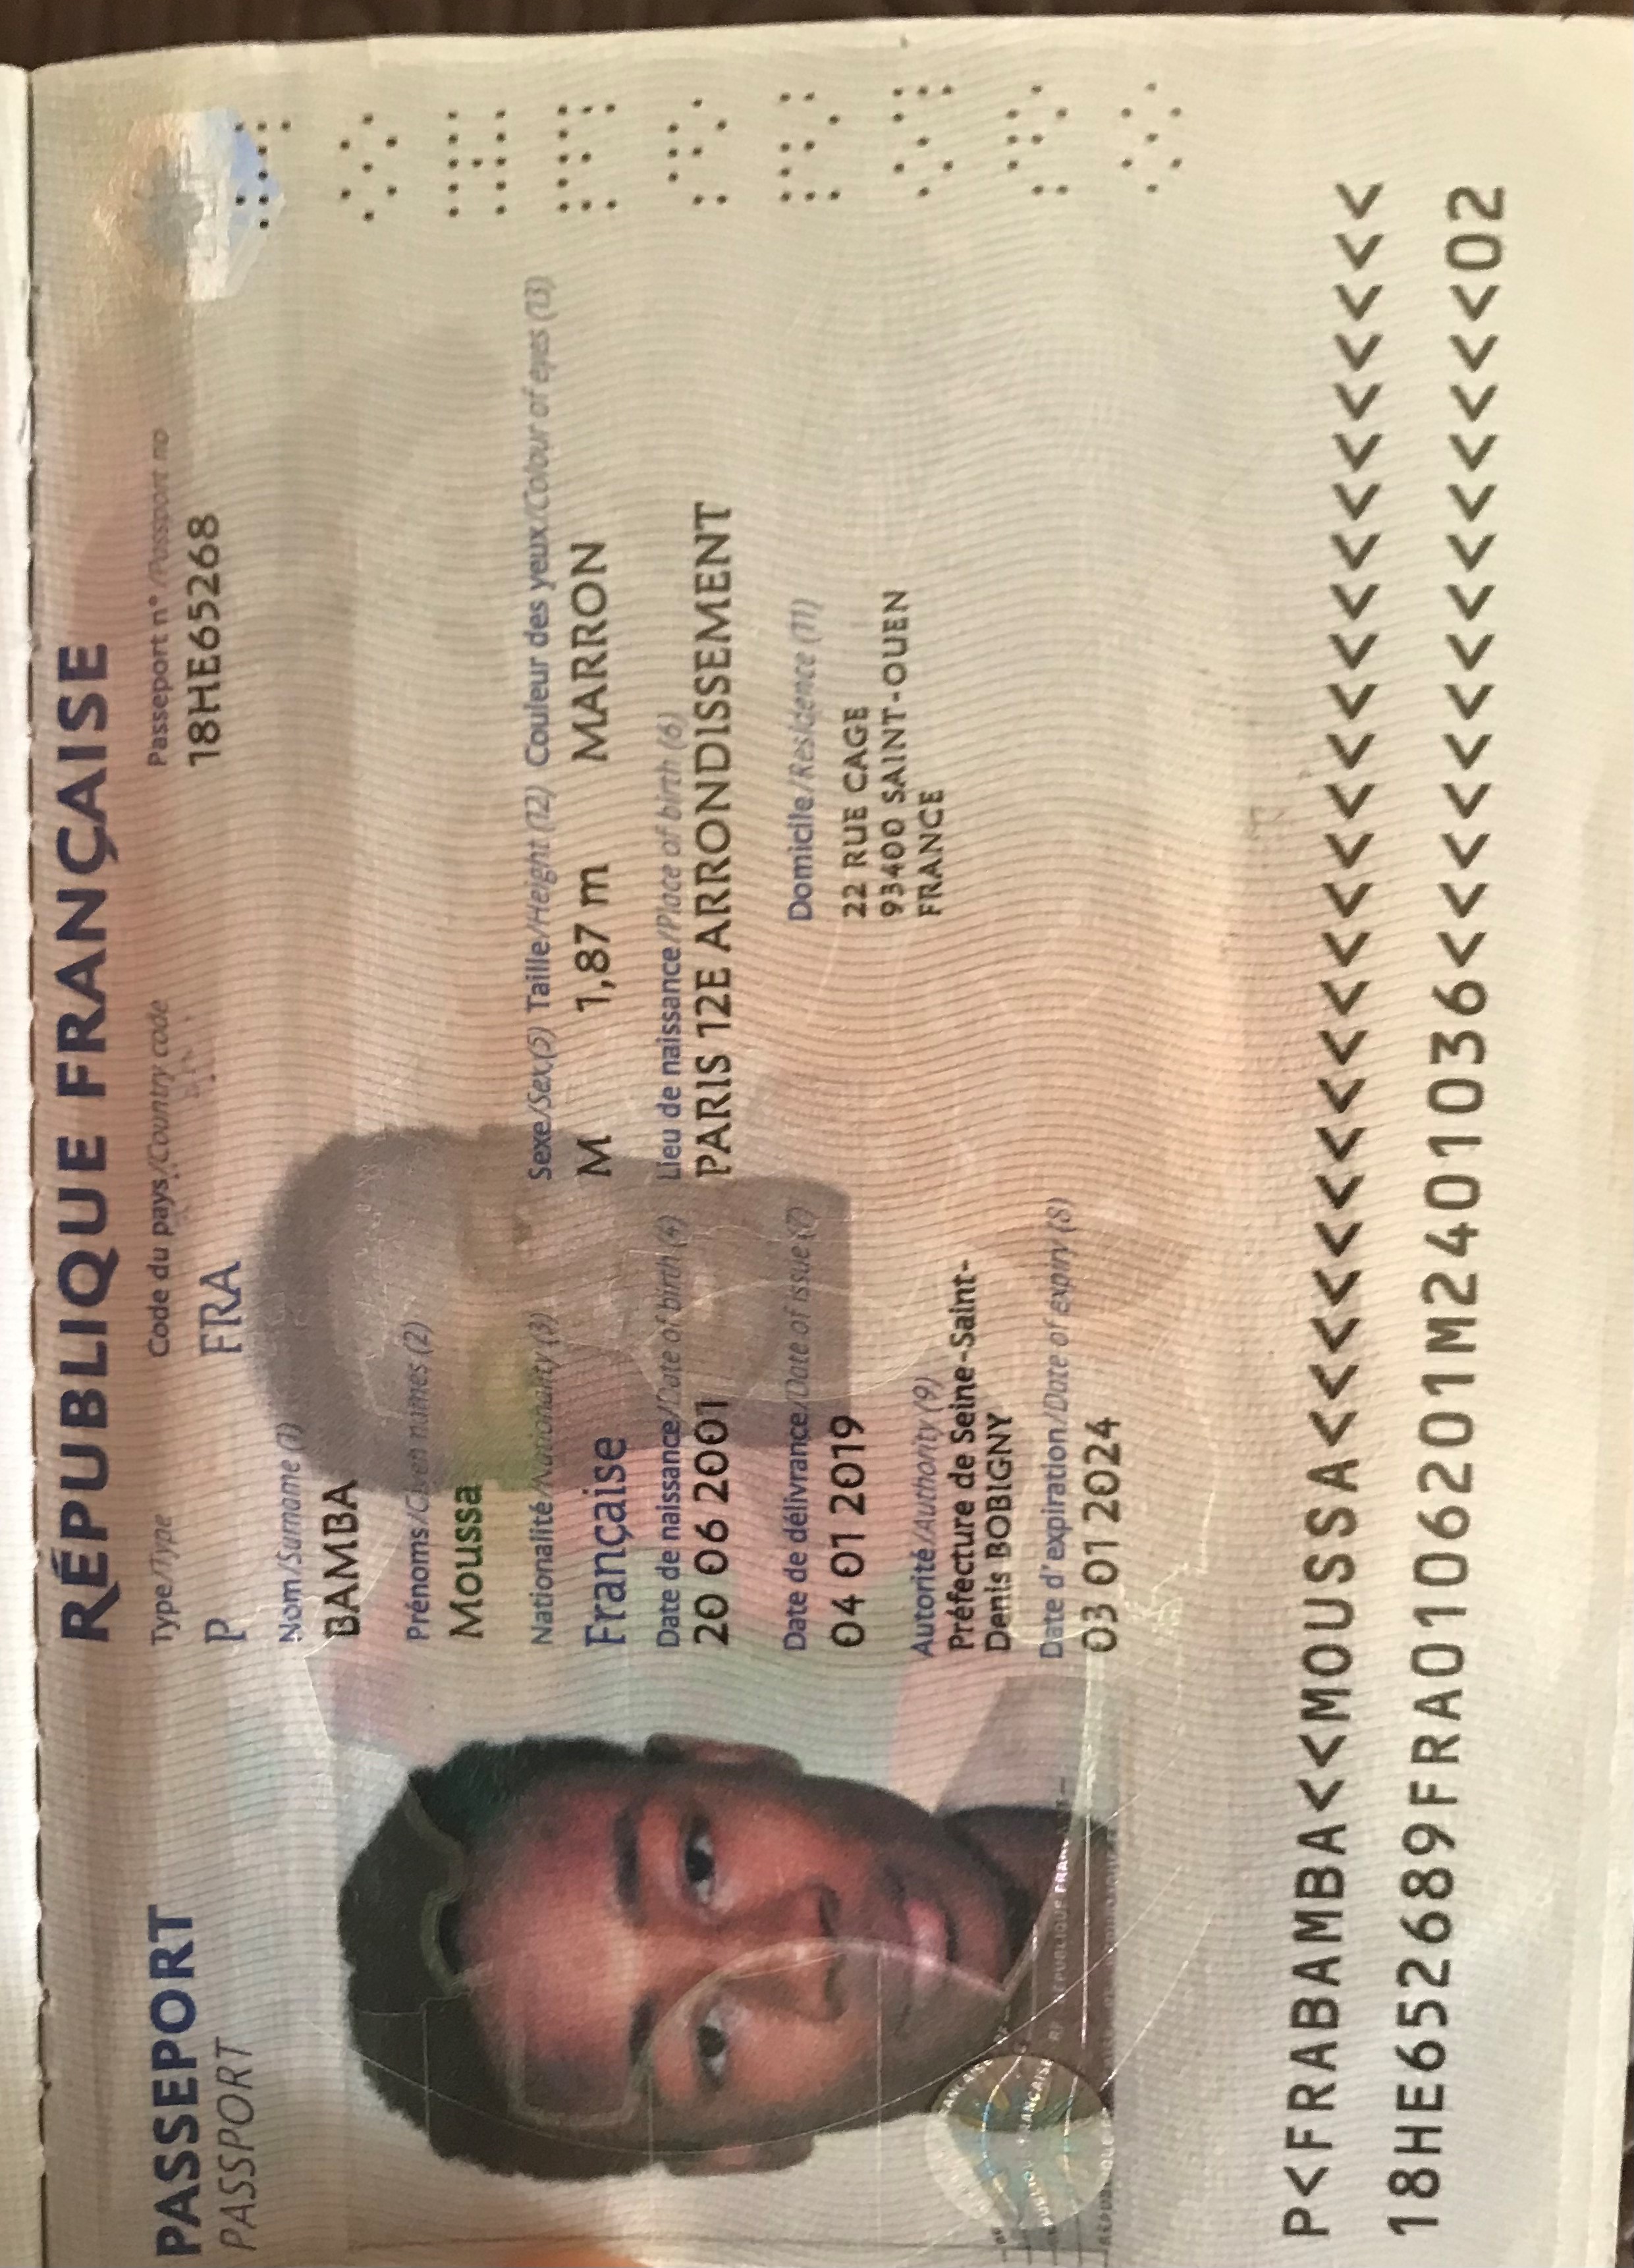 RÉPUBLIQUE FRANÇAISE
PASSEPORT
PASSPORT
Type/Type
Code du pays/Country code
Passeport n°/Passport no
P
FRA
18HE65268
Nom/Surname (1)
BAMBA
Prénoms/Given names (2)
Moussa
Nationalité/Nationality (3)
Sexe/Sex(5) Taille/Height (12) Couleur des yeux/Colour of eyes (13)
Française
M 1,87 m MARRON
Date de naissance/Date of birth (4)
Lieu de naissance/Place of birth (6)
20 06 2001
PARIS 12E ARRONDISSEMENT
Date de délivrance/Date of issue (7)
Domicile/Residence (11)
04 01 2019
22 RUE CAGE
93400 SAINT-OUEN
FRANCE
Autorité/Authority (9)
Préfecture de Seine-Saint-
Denis BOBIGNY
Date d'expiration/Date of expiry (8)
03 01 2024
P<FRABAMBA<<MOUSSA<<<<<<<<<<<<<<<<<<<<<<<<<<
18HE652689FRA0106201M2401036<<<<<<<<<<<<<<02